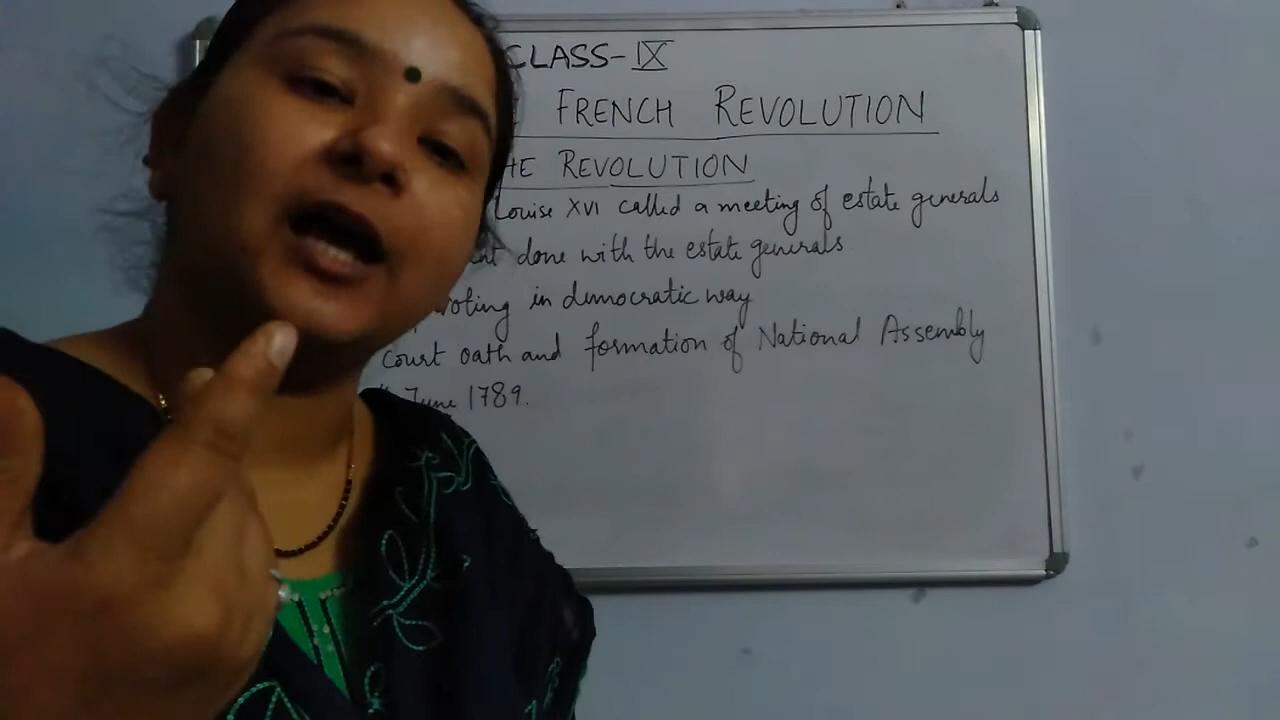 CLASS-IX
FRENCH REVOLUTION
REVOLUTION
Louise XVI called a meeting of estate generals
done with the estate generals
voting in democratic way
court oath and formation of National Assembly
June 1789.